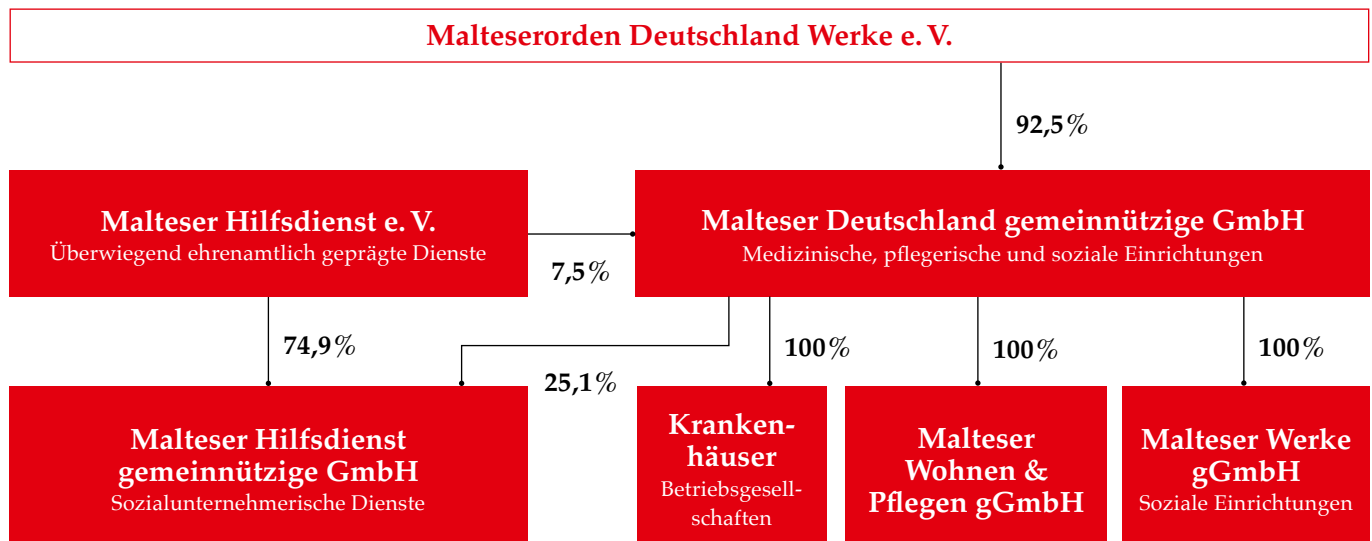 Malteserorden Deutschland Werke e. V.
92,5 %
Malteser Hilfsdienst e. V.
Überwiegend ehrenamtlich geprägte Dienste
7,5 %
Malteser Deutschland gemeinnützige GmbH
Medizinische, pflegerische und soziale Einrichtungen
74,9 %
25,1 %
100 %
100 %
100 %
Malteser Hilfsdienst
gemeinnützige GmbH
Sozialunternehmerische Dienste
Kranken-
häuser
Betriebsgesell-
schaften
Malteser
Wohnen &
Pflegen gGmbH
Malteser Werke
gGmbH
Soziale Einrichtungen